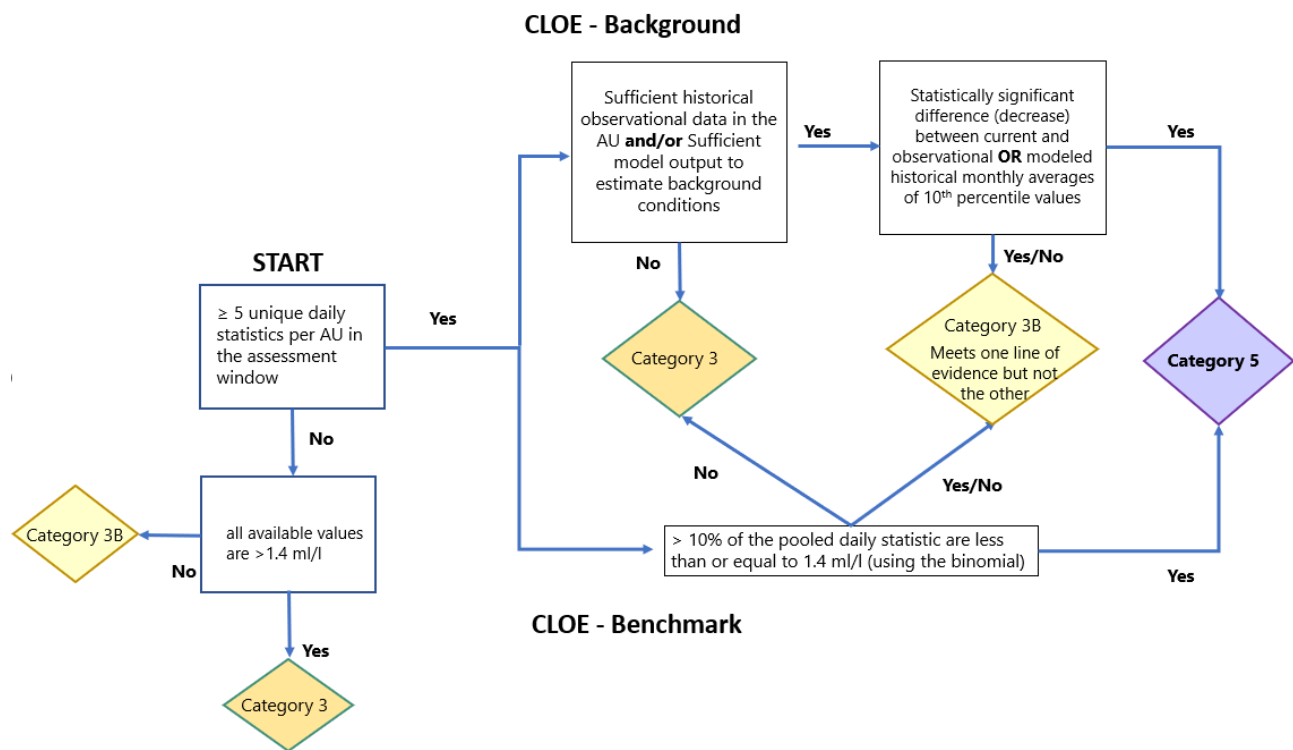 CLOE - Background
Sufficient historical
observational data in the
AU and/or Sufficient
model output to
estimate background
conditions
Yes
Statistically significant
difference (decrease)
between current and
observational OR modeled
historical monthly averages
of 10th percentile values
Yes
No
Yes/No
START
≥ 5 unique daily
statistics per AU in
the assessment
window
Yes
Category 3
Category 3B
Meets one line of
evidence but not
the other
Category 5
)
No
No
Yes/No
Category 3B
No
all available values
are >1.4 ml/l
> 10% of the pooled daily statistic are less
than or equal to 1.4 ml/l (using the binomial)
Yes
CLOE - Benchmark
Yes
Category 3